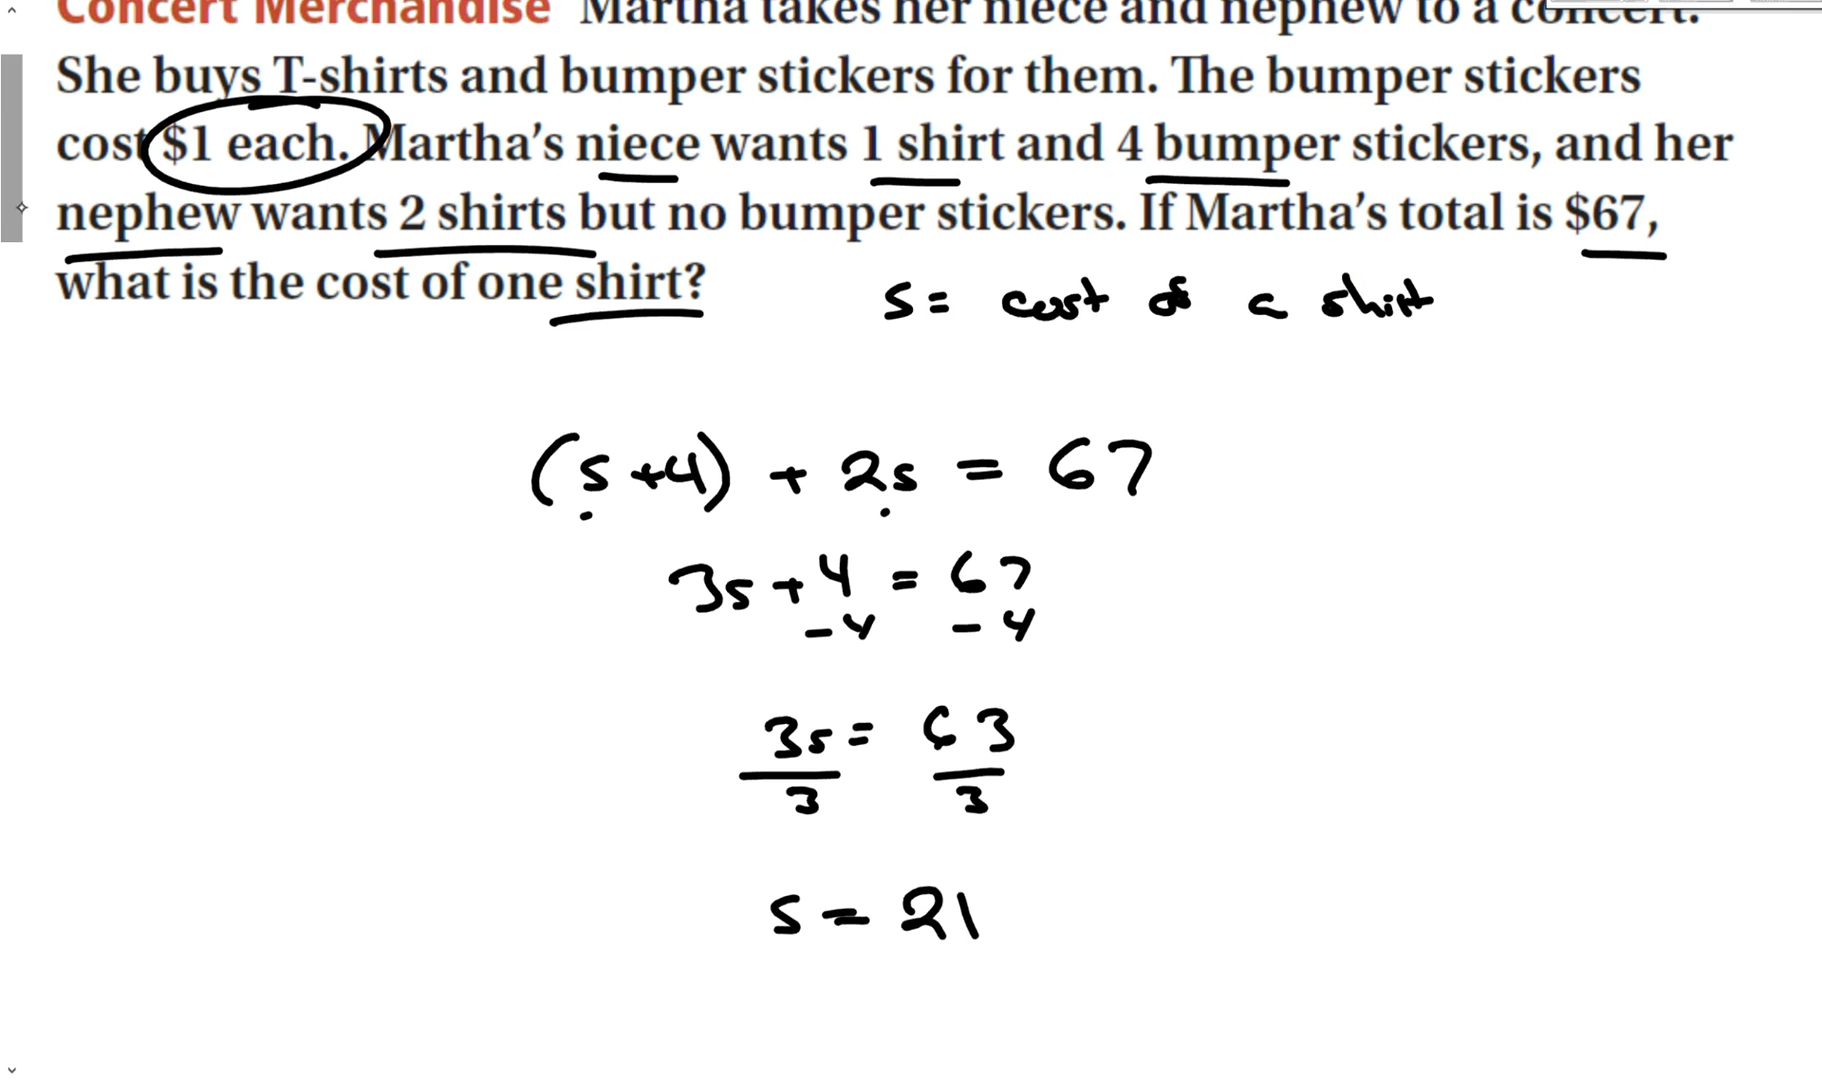 Concert Merchandise Martha takes her niece and nephew to a concert.
She buys T-shirts and bumper stickers for them. The bumper stickers
cost $1 each. Martha’s niece wants 1 shirt and 4 bumper stickers, and her
nephew wants 2 shirts but no bumper stickers. If Martha’s total is $67,
what is the cost of one shirt?
s = cost of a shirt
(s+4) + 2s = 67
3s + 4 = 67
-4 -4
3s = 63
3 3
s = 21